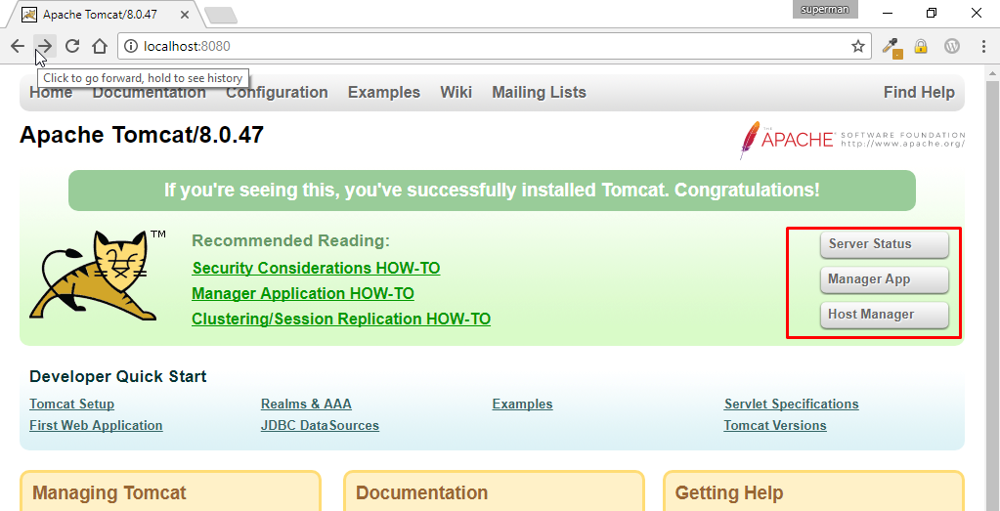 Apache Tomcat/8.0.47
superman
localhost:8080
Click to go forward, hold to see history
Home Documentation Configuration Examples Wiki Mailing Lists Find Help
Apache Tomcat/8.0.47
THE APACHE® SOFTWARE FOUNDATION
http://www.apache.org/
If you're seeing this, you've successfully installed Tomcat. Congratulations!
TM
Recommended Reading:
Security Considerations HOW-TO
Manager Application HOW-TO
Clustering/Session Replication HOW-TO
Server Status
Manager App
Host Manager
Developer Quick Start
Tomcat Setup
First Web Application
Realms & AAA
JDBC DataSources
Examples
Servlet Specifications
Tomcat Versions
Managing Tomcat
Documentation
Getting Help